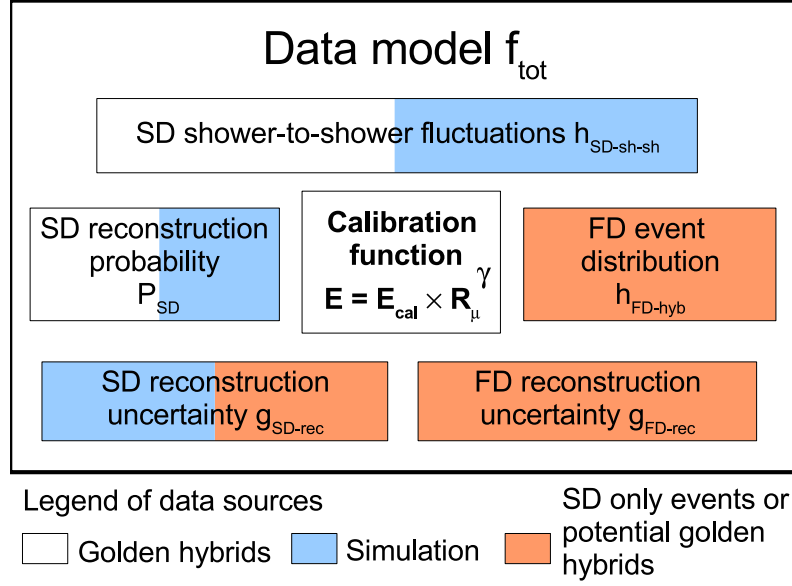 Data model f_tot
SD shower-to-shower fluctuations h_SD-sh-sh
SD reconstruction
probability
P_SD
Calibration
function
E = E_cal × R_μ^γ
FD event
distribution
h_FD-hyb
SD reconstruction
uncertainty g_SD-rec
FD reconstruction
uncertainty g_FD-rec
Legend of data sources
Golden hybrids
Simulation
SD only events or
potential golden
hybrids